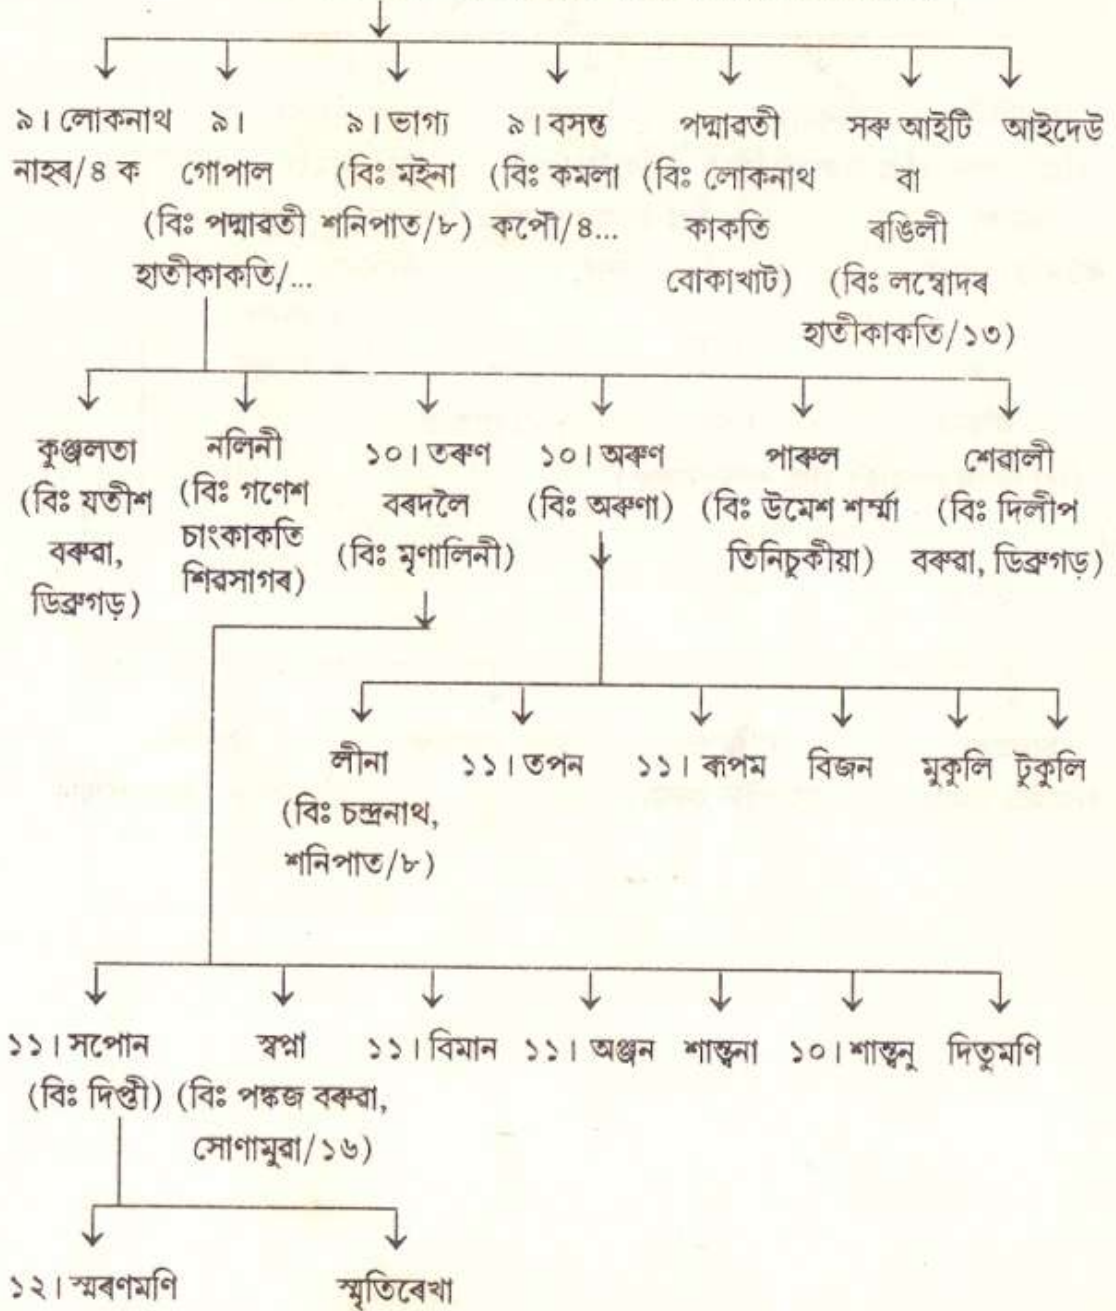 ৯। লোকনাথ ৯। ৯। ভাগ্য ৯। বসন্ত পদ্মাৱতী সৰু আইটি আইদেউ
নাহৰ/৪ ক গোপাল (বিঃ মইনা (বিঃ কমলা (বিঃ লোকনাথ বা
(বিঃ পদ্মাৱতী শনিপাত/৮) কপৌ/৪... কাকতি ৰঙিলী
হাতীকাকতি/... বোকাখাট) (বিঃ লম্বোদৰ
হাতীকাকতি/১৩)
কুঞ্জলতা নলিনী ১০। তৰুণ ১০। অৰুণ পাৰুল শেৱালী
(বিঃ যতীশ (বিঃ গণেশ বৰদলৈ (বিঃ অৰুণা) (বিঃ উমেশ শৰ্ম্মা (বিঃ দিলীপ
বৰুৱা, চাংকাকতি (বিঃ মৃণালিনী) তিনিচুকীয়া) বৰুৱা, ডিব্ৰুগড়)
ডিব্ৰুগড়) শিৱসাগৰ)
লীনা ১১। তপন ১১। ৰূপম বিজন মুকুলি টুকুলি
(বিঃ চন্দ্ৰনাথ,
শনিপাত/৮)
১১। সপোন স্বপ্না ১১। বিমান ১১। অঞ্জন শান্ত্বনা ১০। শান্ত্বনু দিতুমণি
(বিঃ দিপ্তী) (বিঃ পঙ্কজ বৰুৱা,
সোণামুৱা/১৬)
১২। স্মৰণমণি স্মৃতিৰেখা